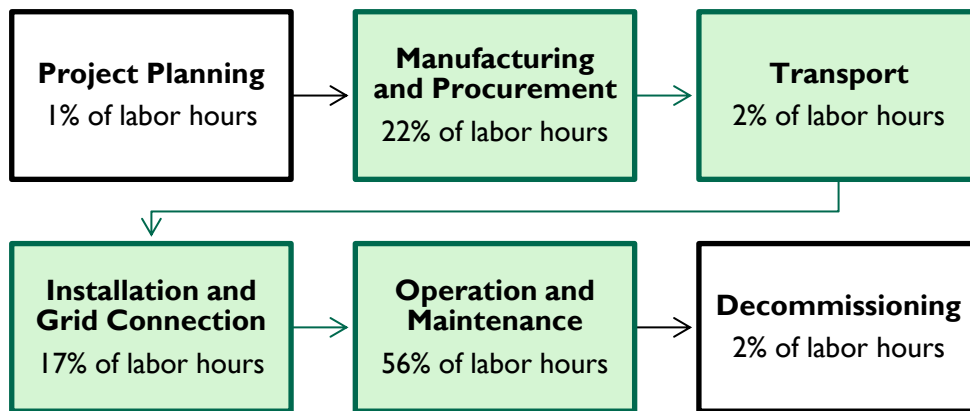 Project Planning
1% of labor hours
Manufacturing
and Procurement
22% of labor hours
Transport
2% of labor hours
Installation and
Grid Connection
17% of labor hours
Operation and
Maintenance
56% of labor hours
Decommissioning
2% of labor hours